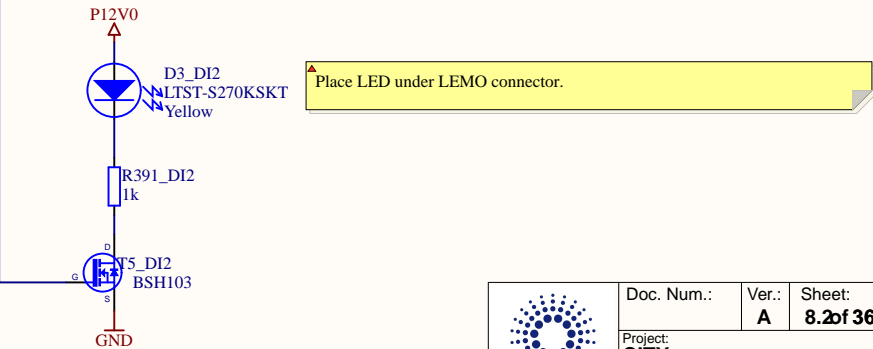 P12V0
D3_DI2
LTST-S270KSKT
Yellow
Place LED under LEMO connector.
R391_DI2
1k
D
G
S
T5_DI2
BSH103
GND
Doc. Num.:
Ver.:
A
Sheet:
8.2of 36
Project: